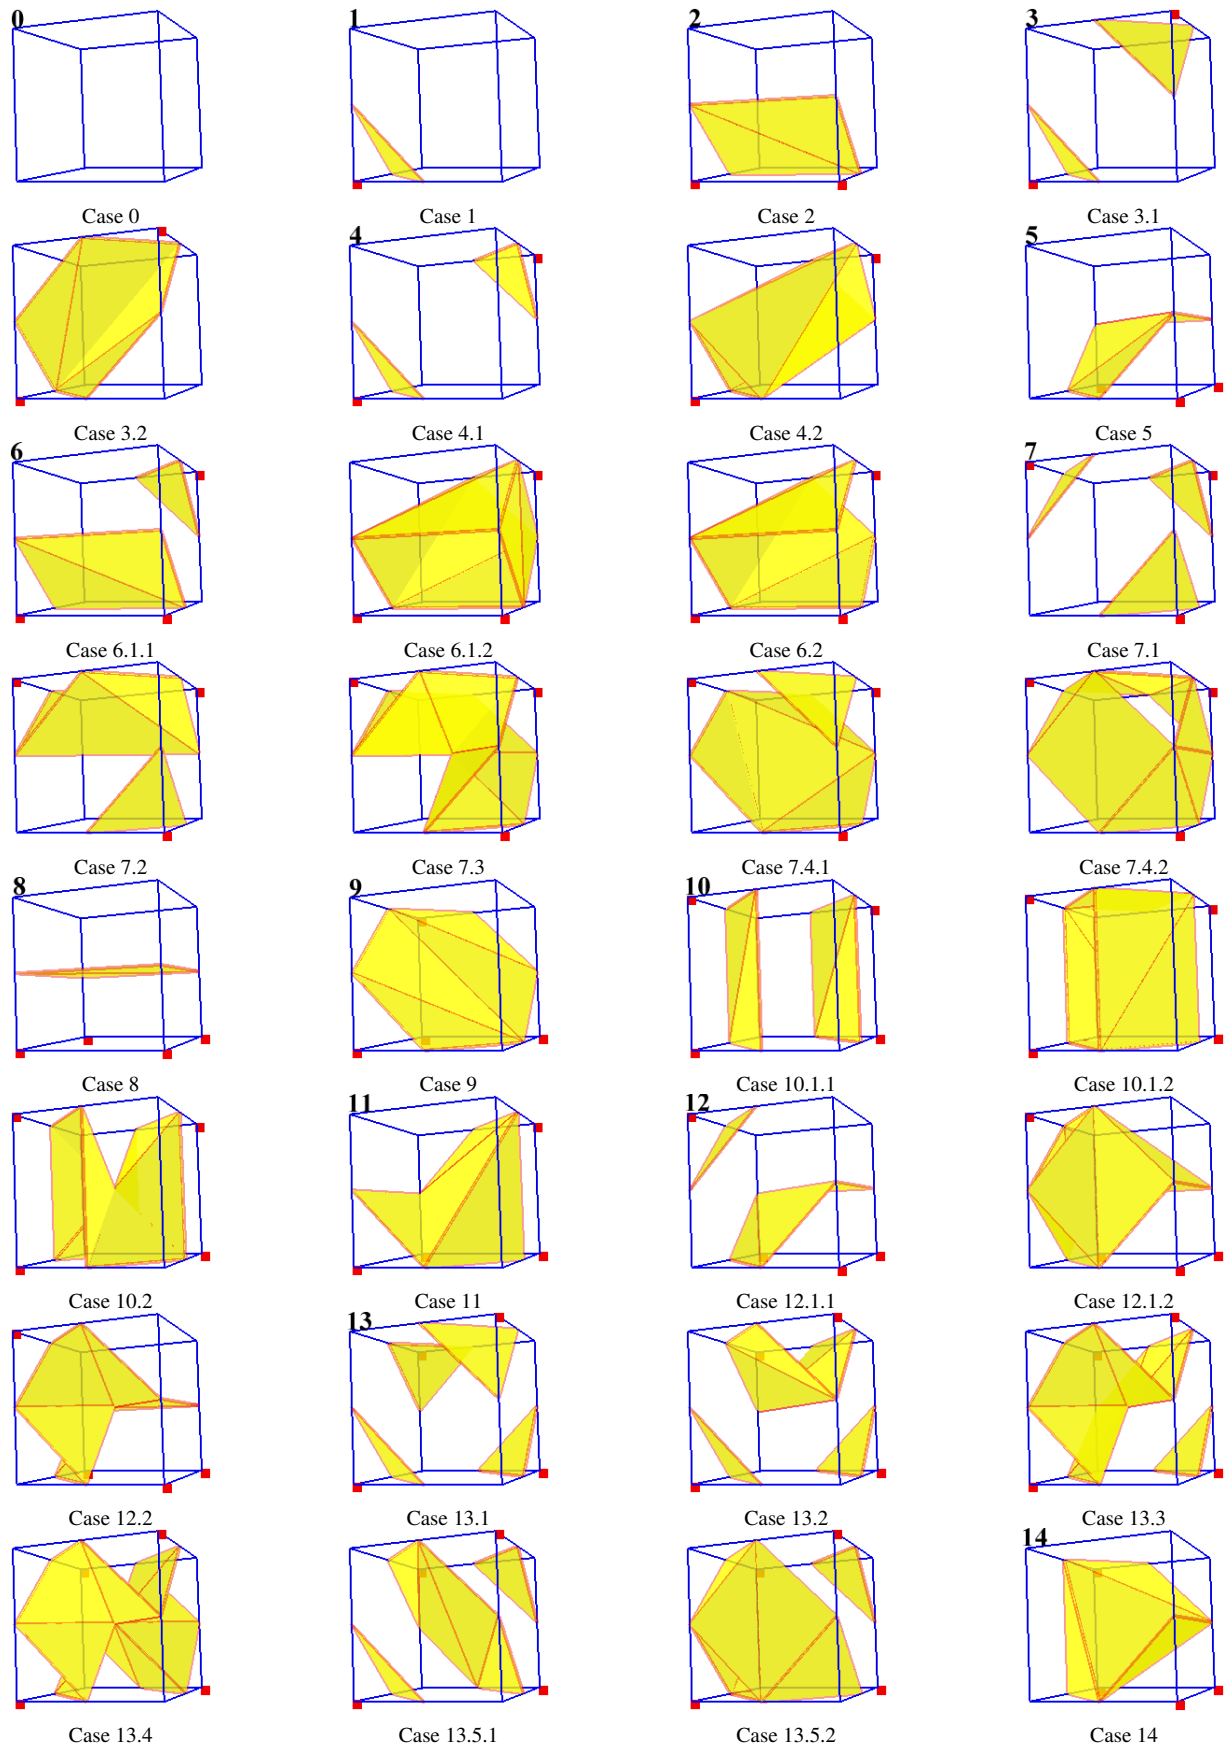 0 1 2 3
Case 0 Case 1 Case 2 Case 3.1
4 5
Case 3.2 Case 4.1 Case 4.2 Case 5
6 7
Case 6.1.1 Case 6.1.2 Case 6.2 Case 7.1
Case 7.2 Case 7.3 Case 7.4.1 Case 7.4.2
8 9 10
Case 8 Case 9 Case 10.1.1 Case 10.1.2
11 12
Case 10.2 Case 11 Case 12.1.1 Case 12.1.2
13
Case 12.2 Case 13.1 Case 13.2 Case 13.3
14
Case 13.4 Case 13.5.1 Case 13.5.2 Case 14